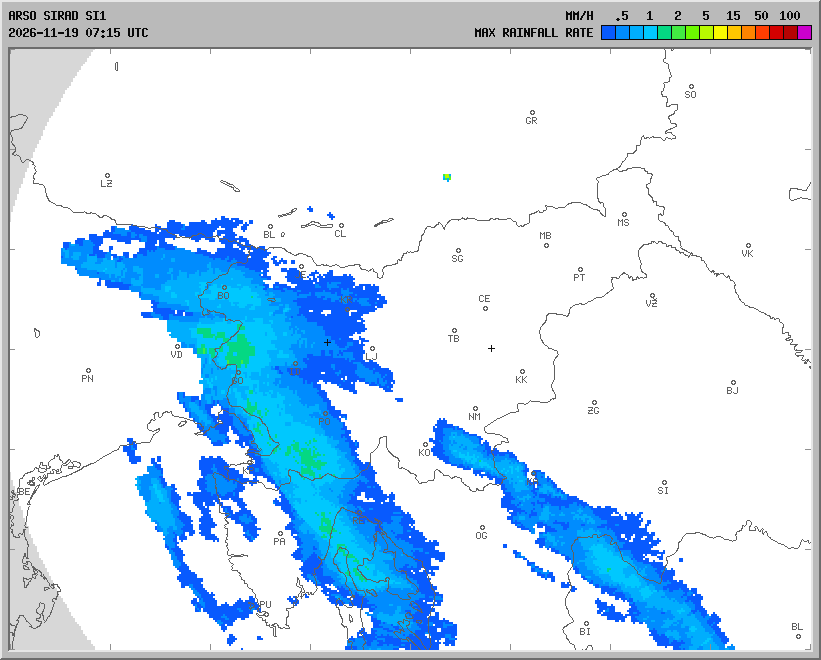 ARSO SIRAD SI1
2026-11-19 07:15 UTC
MM/H .5 1 2 5 15 50 100
MAX RAINFALL RATE
SO
GR
LZ
MS
BL CL
MB
VK
SG
PT
BO
CE
VZ
TB
VD
LJ
PN
KK
BJ
GO
NM
ZG
KO
BE
SI
PA
OG
PU
BI
BL